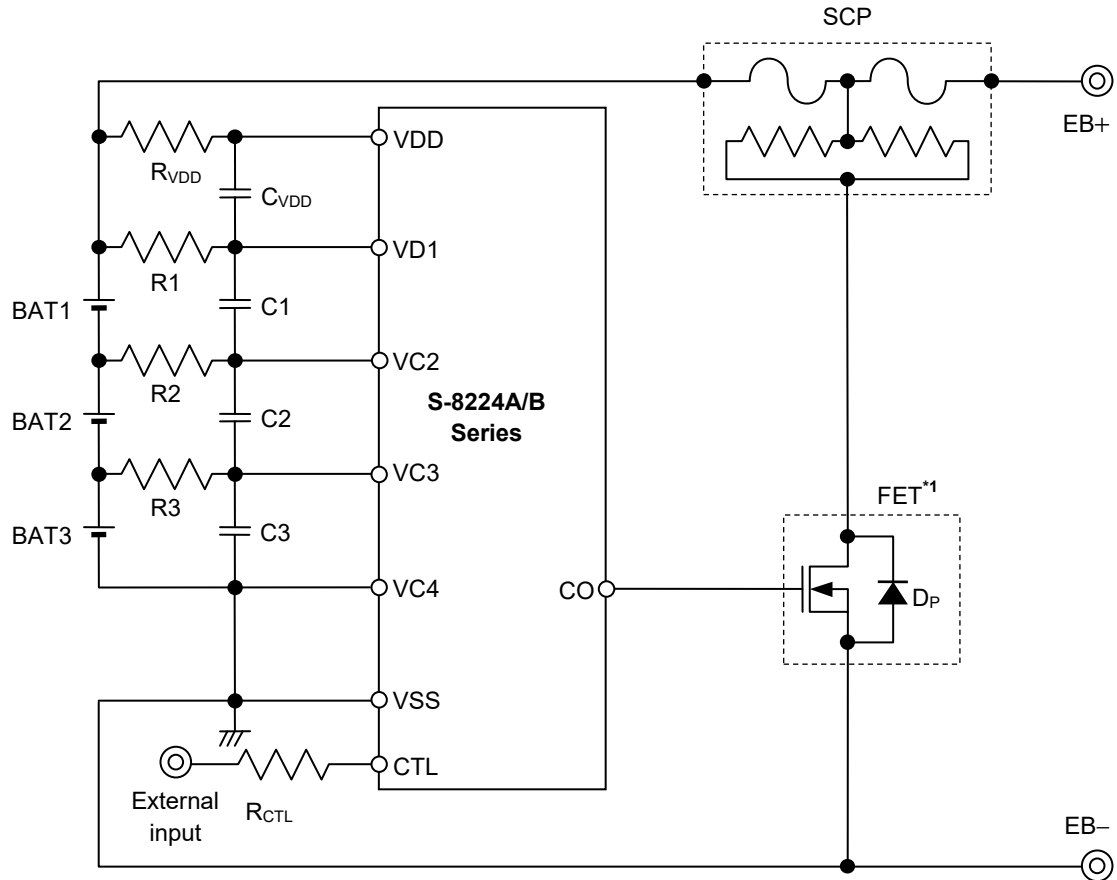 SCP
EB+
VDD
RVDD
CVDD
VD1
R1
BAT1
C1
VC2
R2
S-8224A/B
Series
BAT2
C2
VC3
R3
FET*1
BAT3
C3
VC4
CO
DP
VSS
CTL
External
input
RCTL
EB−